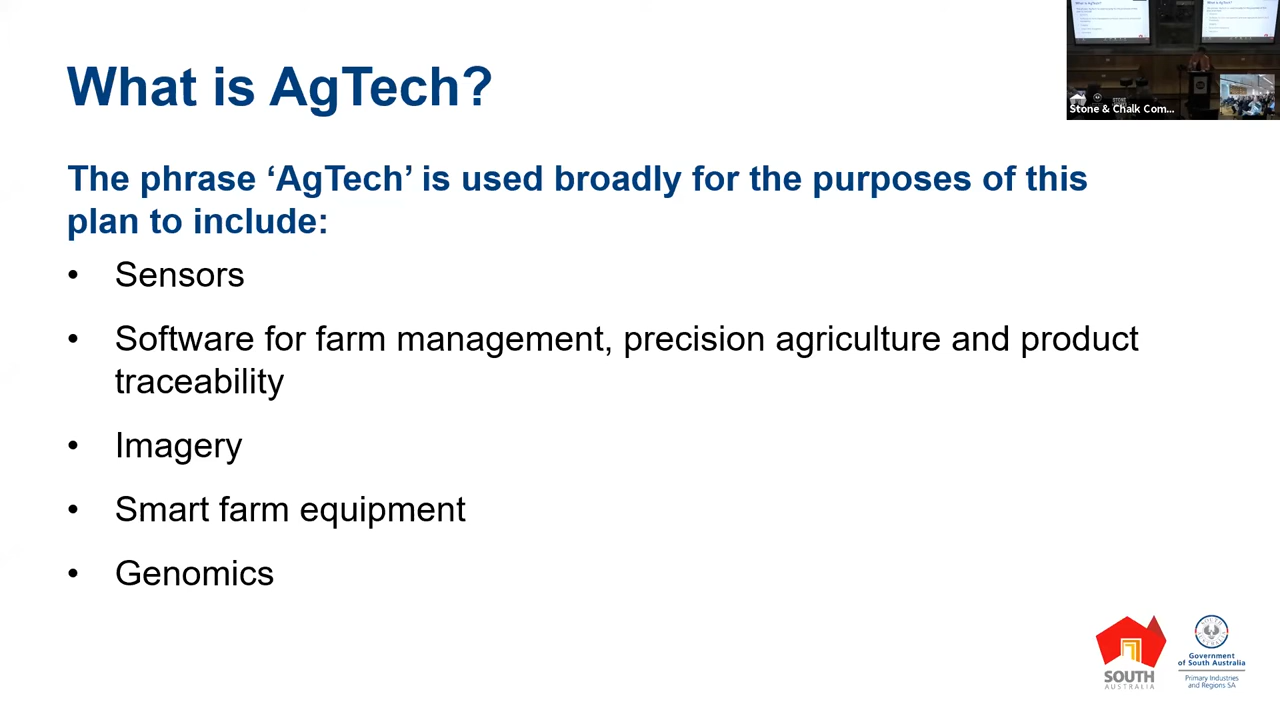 What is AgTech?
Stone & Chalk Com...
The phrase ‘AgTech’ is used broadly for the purposes of this
plan to include:
• Sensors
• Software for farm management, precision agriculture and product
traceability
• Imagery
• Smart farm equipment
• Genomics
SOUTH
AUSTRALIA
SOUTH
AUSTRALIA
Government
of South Australia
Primary Industries
and Regions SA